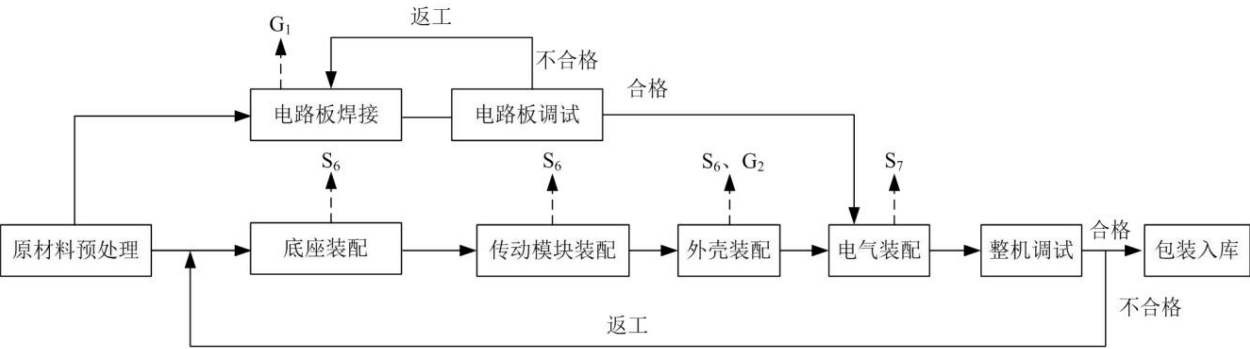 返工
G₁
不合格
合格
电路板焊接
电路板调试
S₆
S₆
S₆、G₂
S₇
原材料预处理
底座装配
传动模块装配
外壳装配
电气装配
整机调试
合格
包装入库
不合格
返工